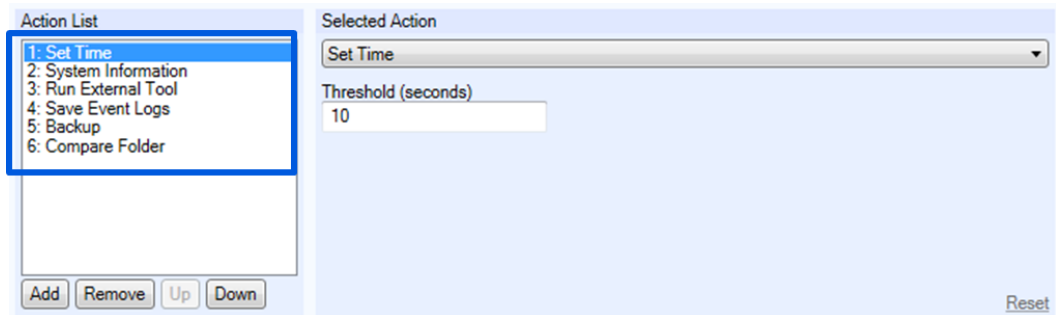 Action List
1: Set Time
2: System Information
3: Run External Tool
4: Save Event Logs
5: Backup
6: Compare Folder
Add Remove Up Down
Selected Action
Set Time
Threshold (seconds)
10
Reset